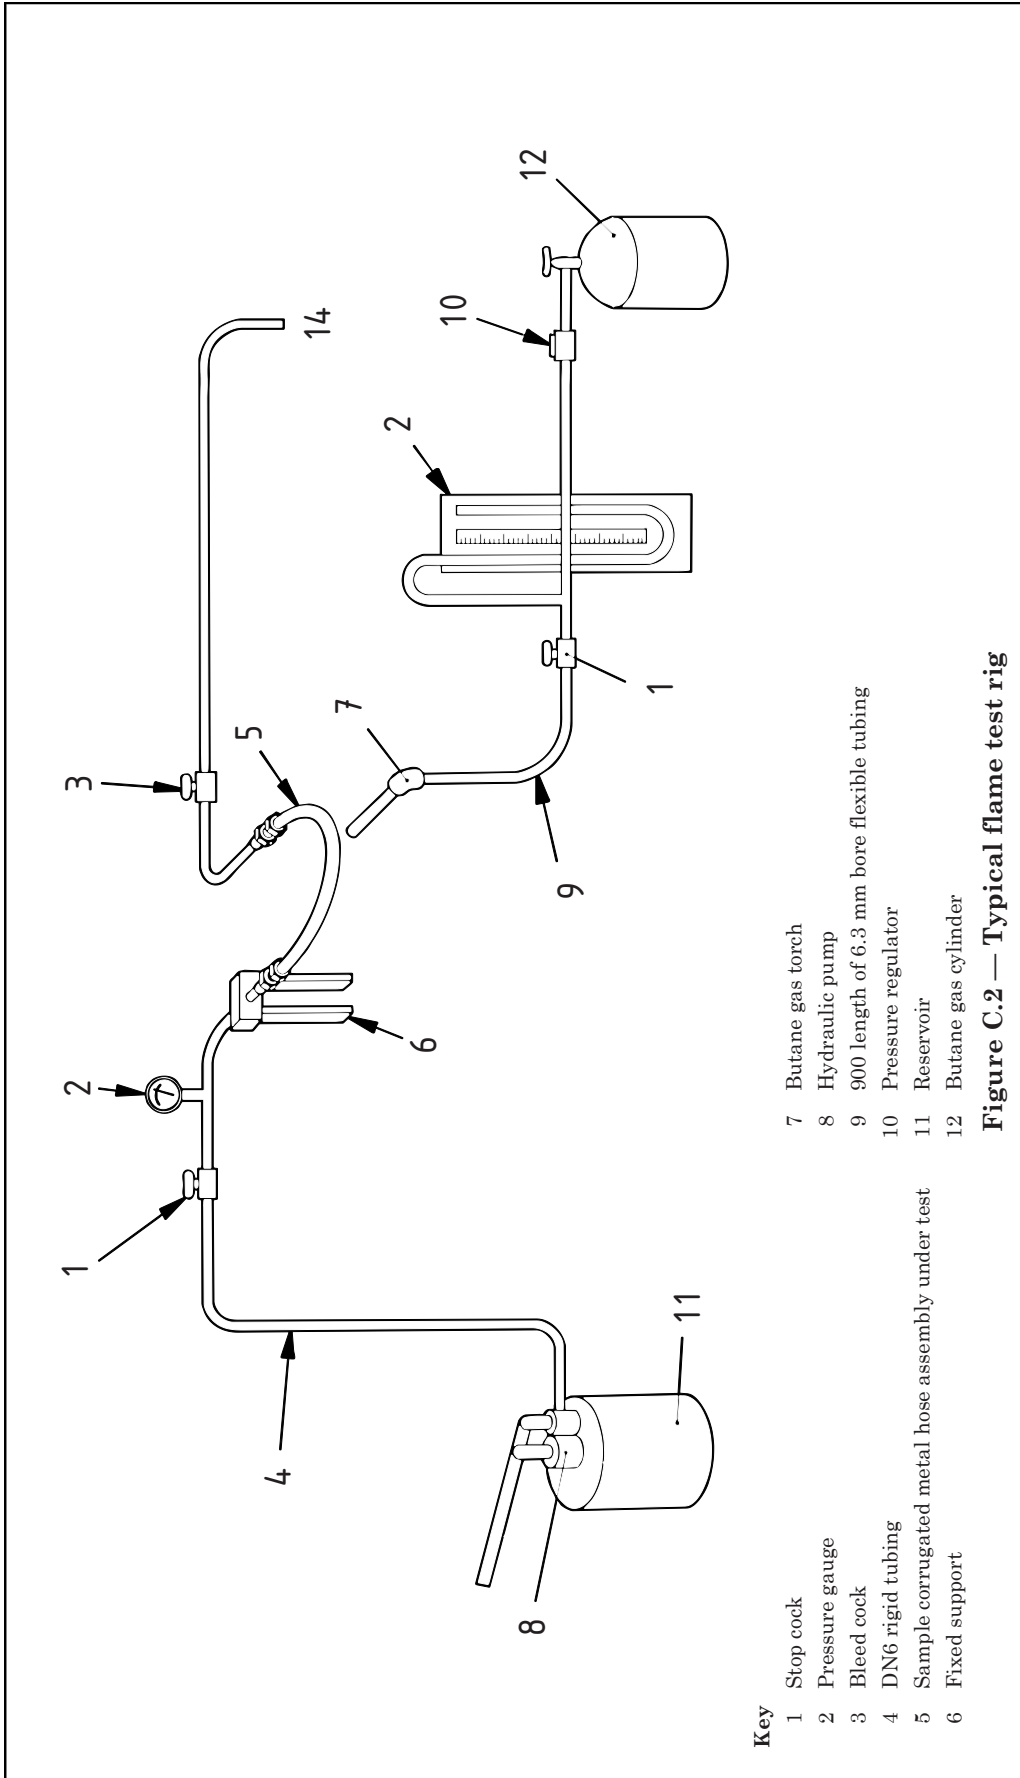 12
14
10
2
3
5
7
1
9
2
6
1
4
11
8
Key
1 Stop cock
2 Pressure gauge
3 Bleed cock
4 DN6 rigid tubing
5 Sample corrugated metal hose assembly under test
6 Fixed support
7 Butane gas torch
8 Hydraulic pump
9 900 length of 6.3 mm bore flexible tubing
10 Pressure regulator
11 Reservoir
12 Butane gas cylinder
Figure C.2 — Typical flame test rig